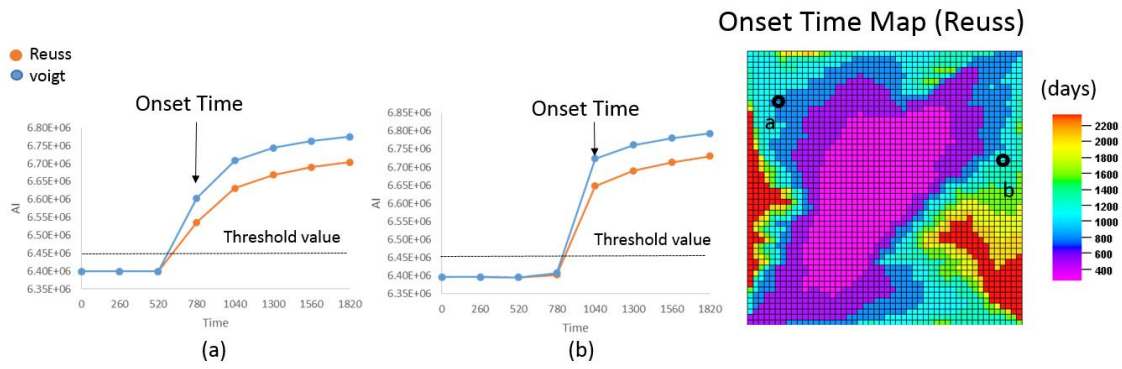 Onset Time Map (Reuss)
Reuss
voigt
Onset Time
6.80E+06
6.75E+06
6.70E+06
6.65E+06
6.60E+06
6.55E+06
6.50E+06
6.45E+06
6.40E+06
6.35E+06
AI
Threshold value
0 260 520 780 1040 1300 1560 1820
Time
(a)
Onset Time
6.85E+06
6.80E+06
6.75E+06
6.70E+06
6.65E+06
6.60E+06
6.55E+06
6.50E+06
6.45E+06
6.40E+06
6.35E+06
AI
Threshold value
0 260 520 780 1040 1300 1560 1820
Time
(b)
a
b
(days)
2200
2000
1800
1600
1400
1200
1000
800
600
400